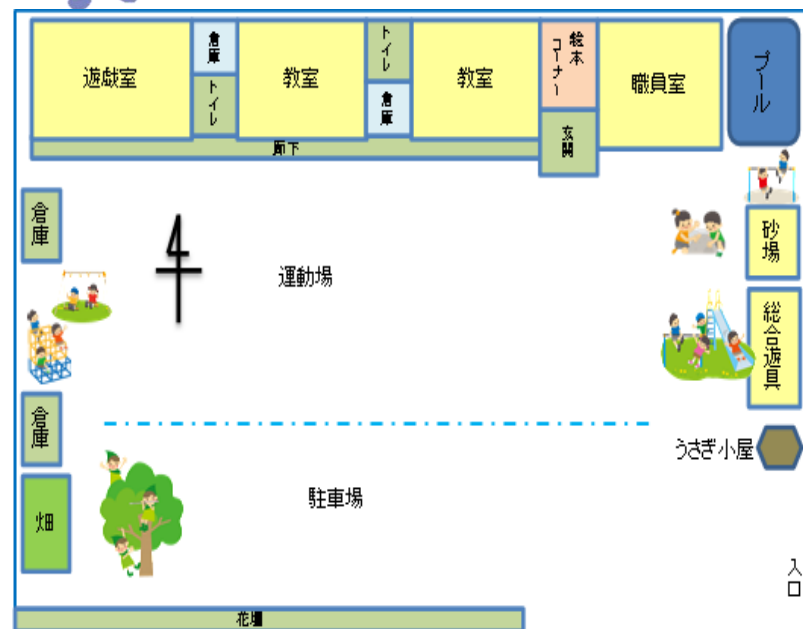 遊戯室
倉庫
トイレ
教室
トイレ
倉庫
教室
絵本
コーナー
玄関
職員室
プール
廊下
倉庫
運動場
砂場
総合遊具
倉庫
うさぎ小屋
畑
駐車場
入口
花壇